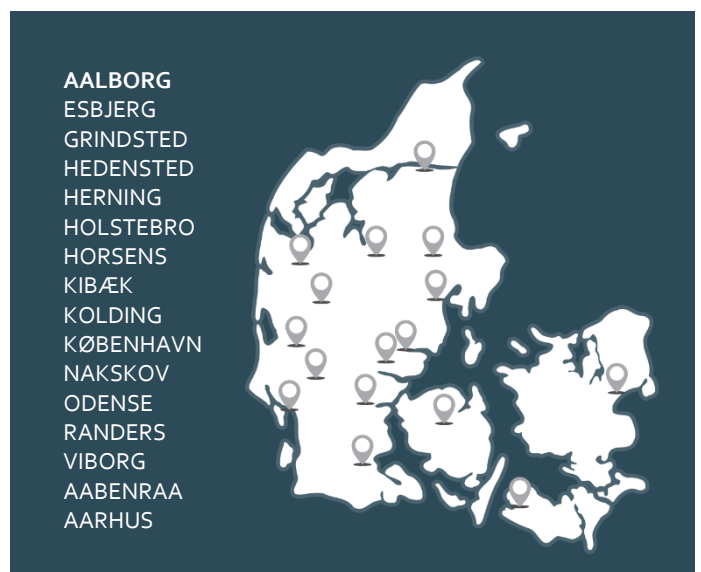 AALBORG
ESBJERG
GRINDSTED
HEDENSTED
HERNING
HOLSTEBRO
HORSENS
KIBÆK
KOLDING
KØBENHAVN
NAKSKOV
ODENSE
RANDERS
VIBORG
AABENRAA
AARHUS